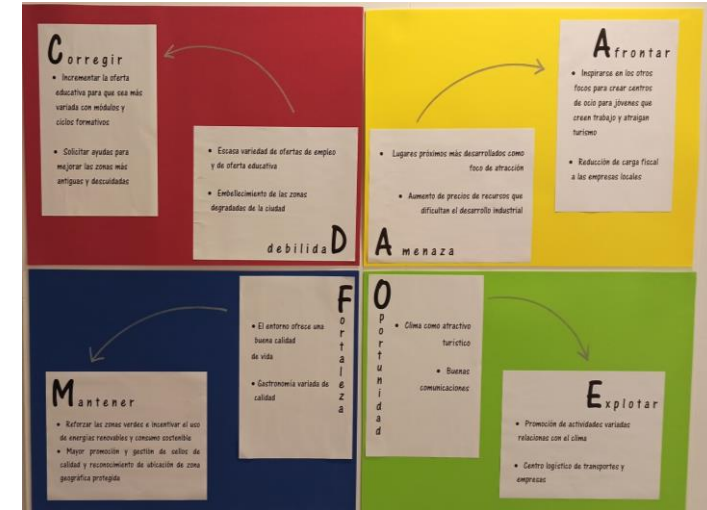 Corregir
• Incrementar la oferta
educativa para que sea más
variada con módulos y
ciclos formativos
• Solicitar ayudas para
mejorar las zonas más
antiguas y descuidadas
• Escasa variedad de ofertas de empleo
y de oferta educativa
• Embellecimiento de las zonas
degradadas de la ciudad
debilidaD
Afrontar
• Inspirarse en los otros
focos para crear centros
de ocio para jóvenes que
creen trabajo y atraigan
turismo
• Reducción de carga fiscal
a las empresas locales
• Lugares próximos más desarrollados como
foco de atracción
• Aumento de precios de recursos que
dificultan el desarrollo industrial
Amenaza
Fortaleza
• El entorno ofrece una
buena calidad
de vida
• Gastronomía variada de
calidad
Mantener
• Reforzar las zonas verdes e incentivar el uso
de energías renovables y consumo sostenible
• Mayor promoción y gestión de sellos de
calidad y reconocimiento de ubicación de zona
geográfica protegida
Oportunidad
• Clima como atractivo
turístico
• Buenas
comunicaciones
Explotar
• Promoción de actividades variadas
relacionas con el clima
• Centro logístico de transportes y
empresas